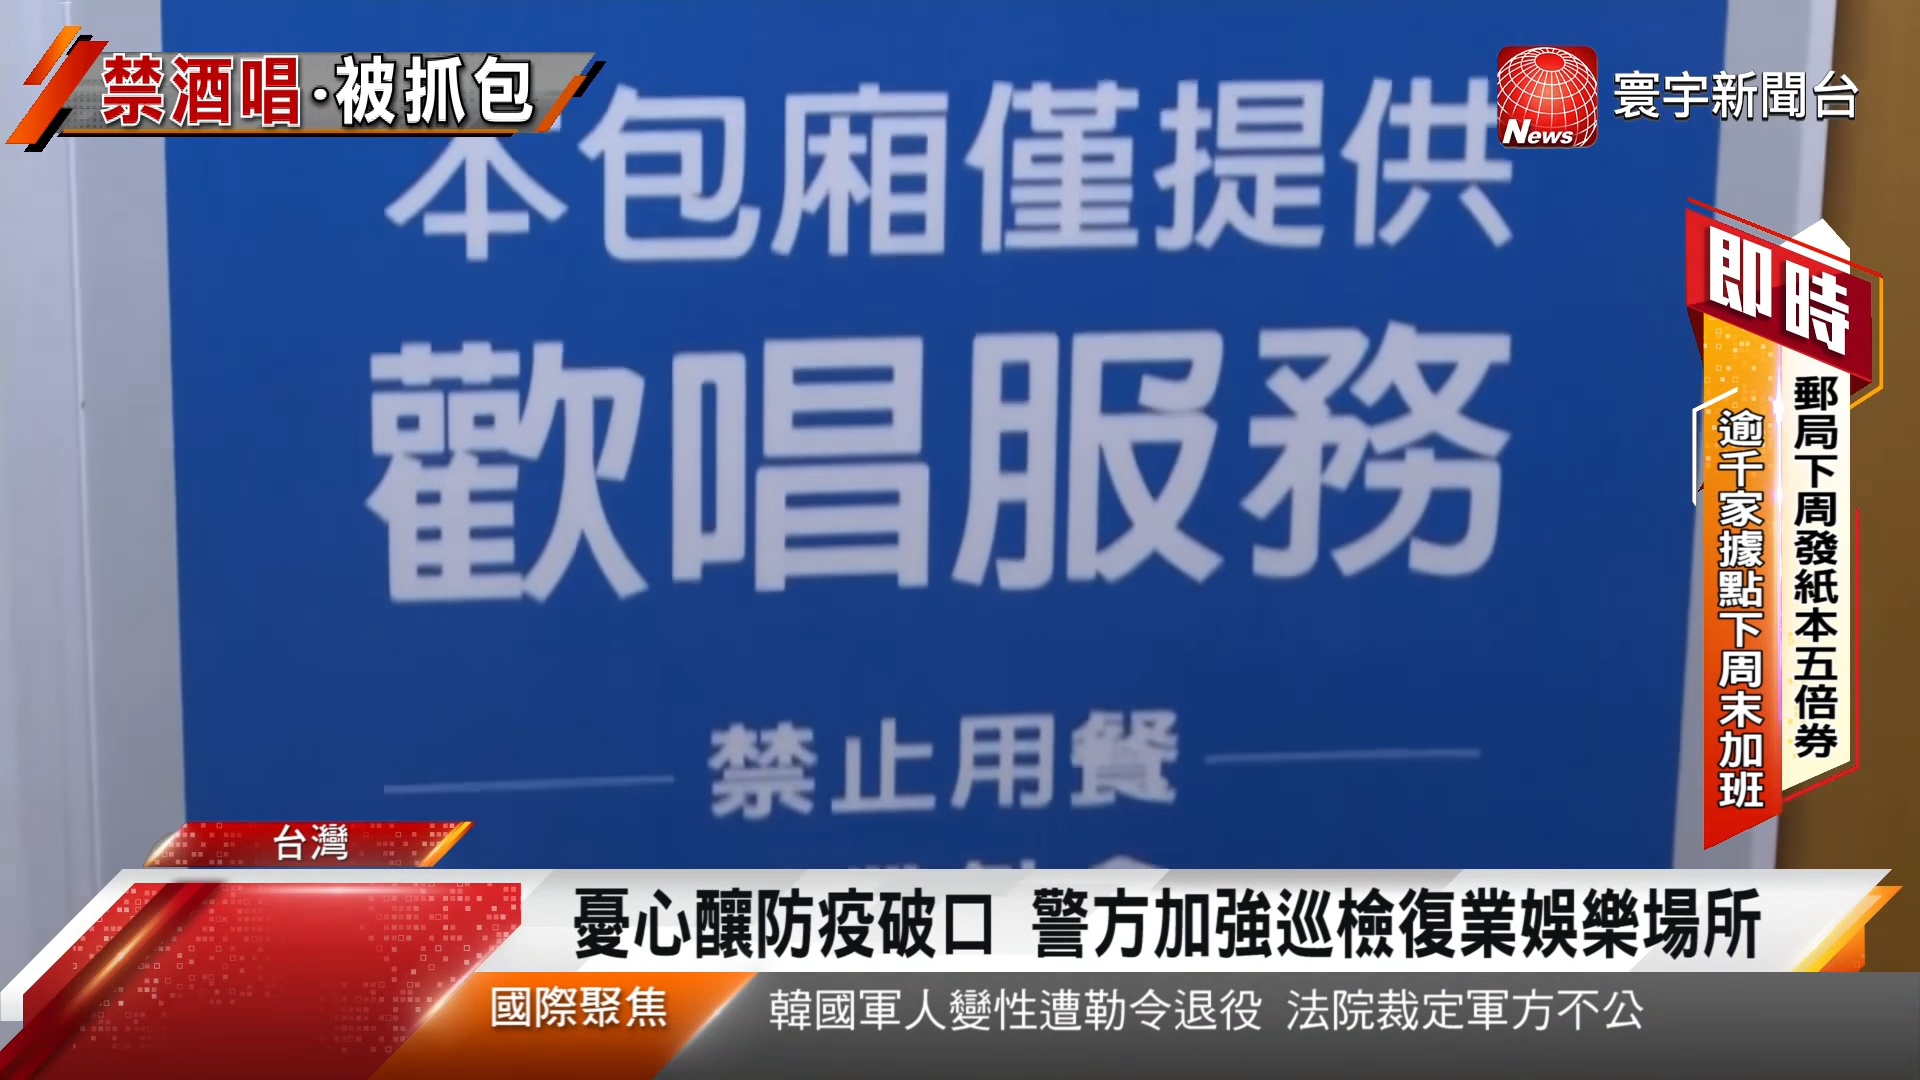 禁酒唱·被抓包
News
寰宇新聞台
本包廂僅提供
歡唱服務
禁止用餐
即時
郵局下周發紙本五倍券
逾千家據點下周末加班
台灣
憂心釀防疫破口 警方加強巡檢復業娛樂場所
國際聚焦
韓國軍人變性遭勒令退役 法院裁定軍方不公